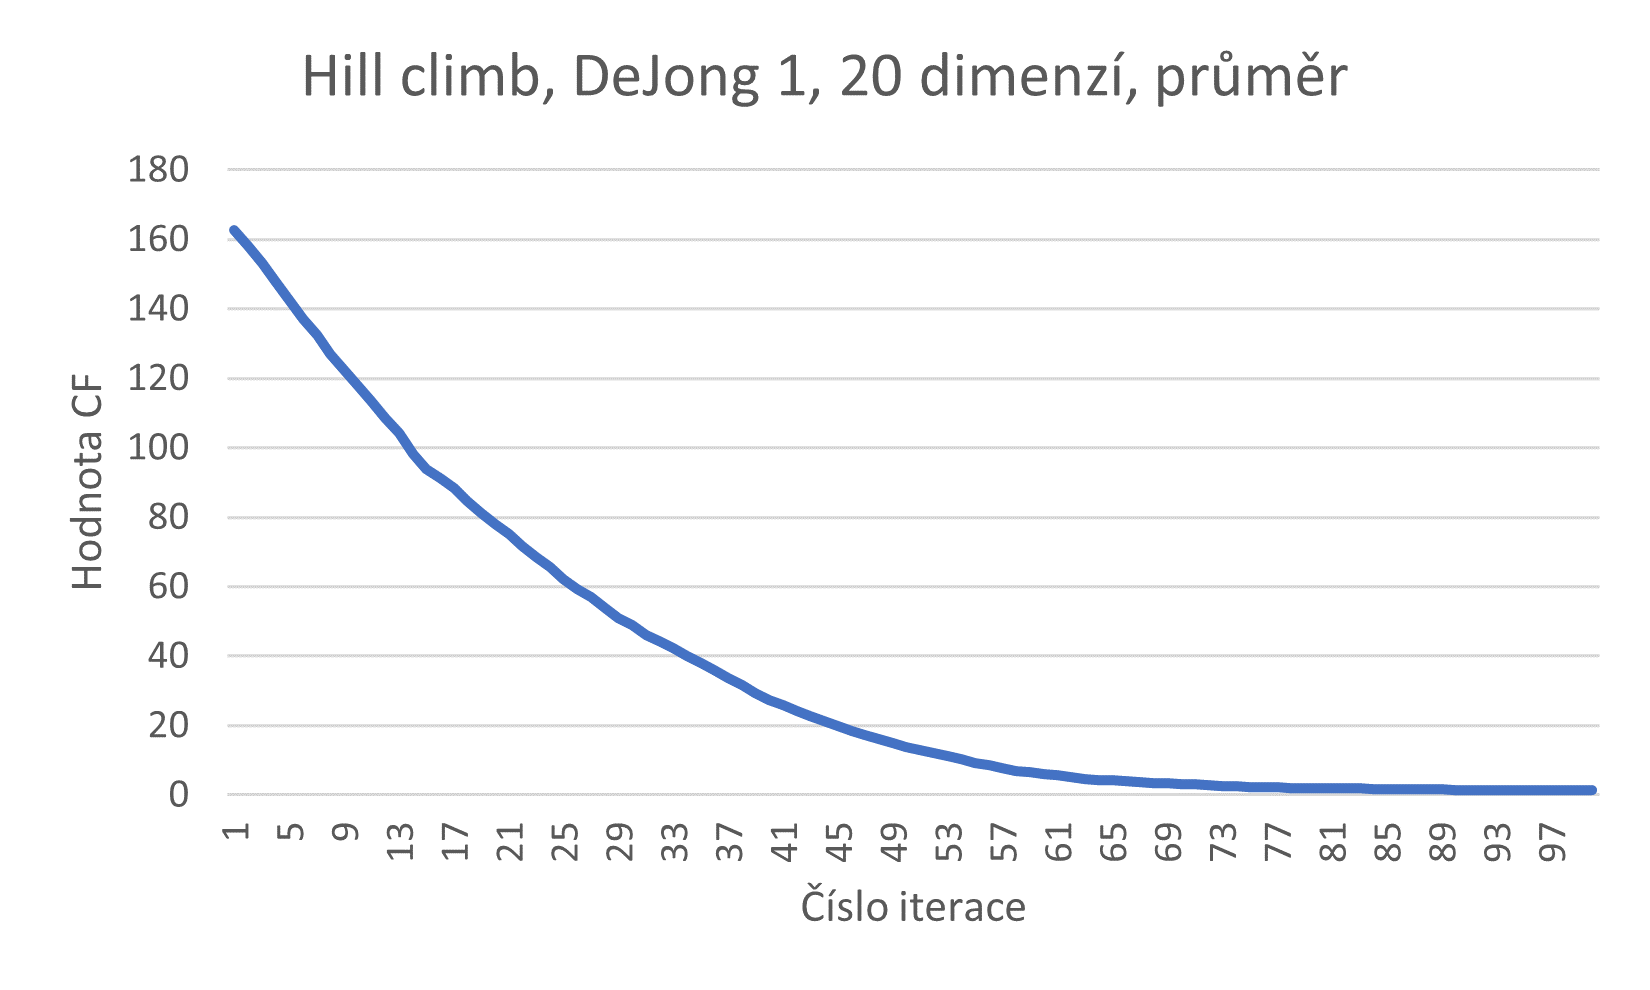 Hill climb, DeJong 1, 20 dimenzí, průměr
180
160
140
120
100
80
60
40
20
0
Hodnota CF
1 5 9 13 17 21 25 29 33 37 41 45 49 53 57 61 65 69 73 77 81 85 89 93 97
Číslo iterace